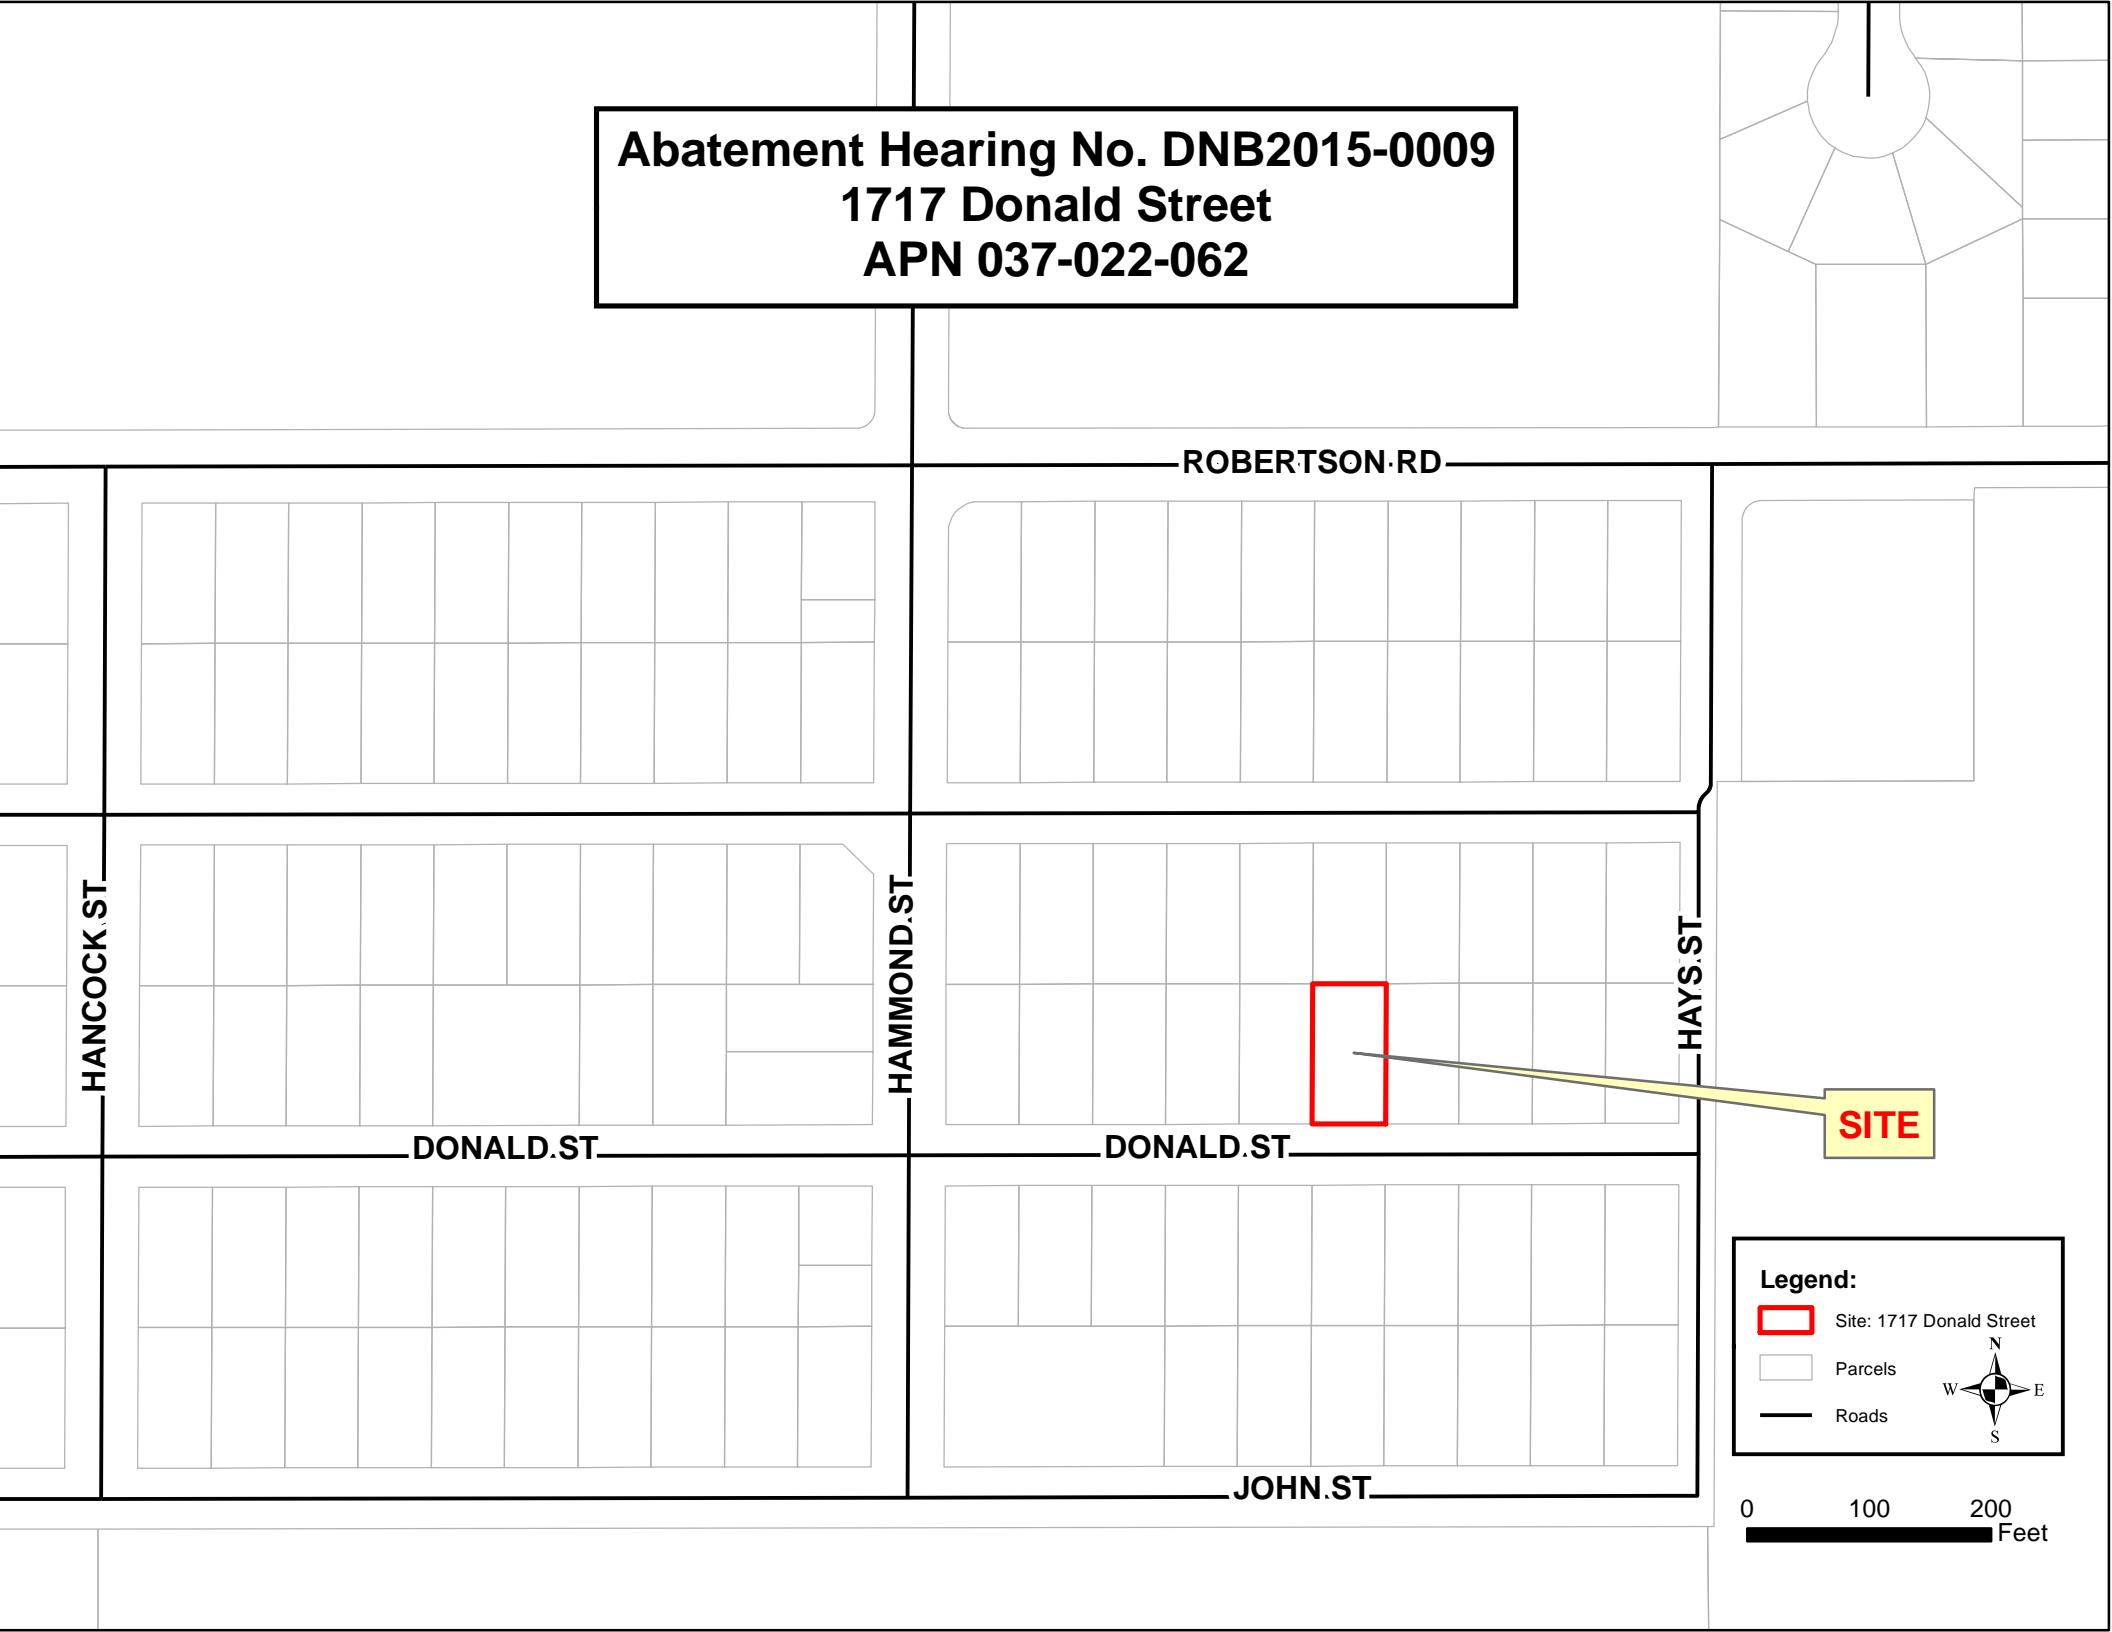 Abatement Hearing No. DNB2015-0009
1717 Donald Street
APN 037-022-062
ROBERTSON RD
HANCOCK ST
HAMMOND ST
HAYS ST
DONALD ST
DONALD ST
SITE
JOHN ST
Legend:
Site: 1717 Donald Street
Parcels
Roads
N
W
E
S
0 100 200
Feet